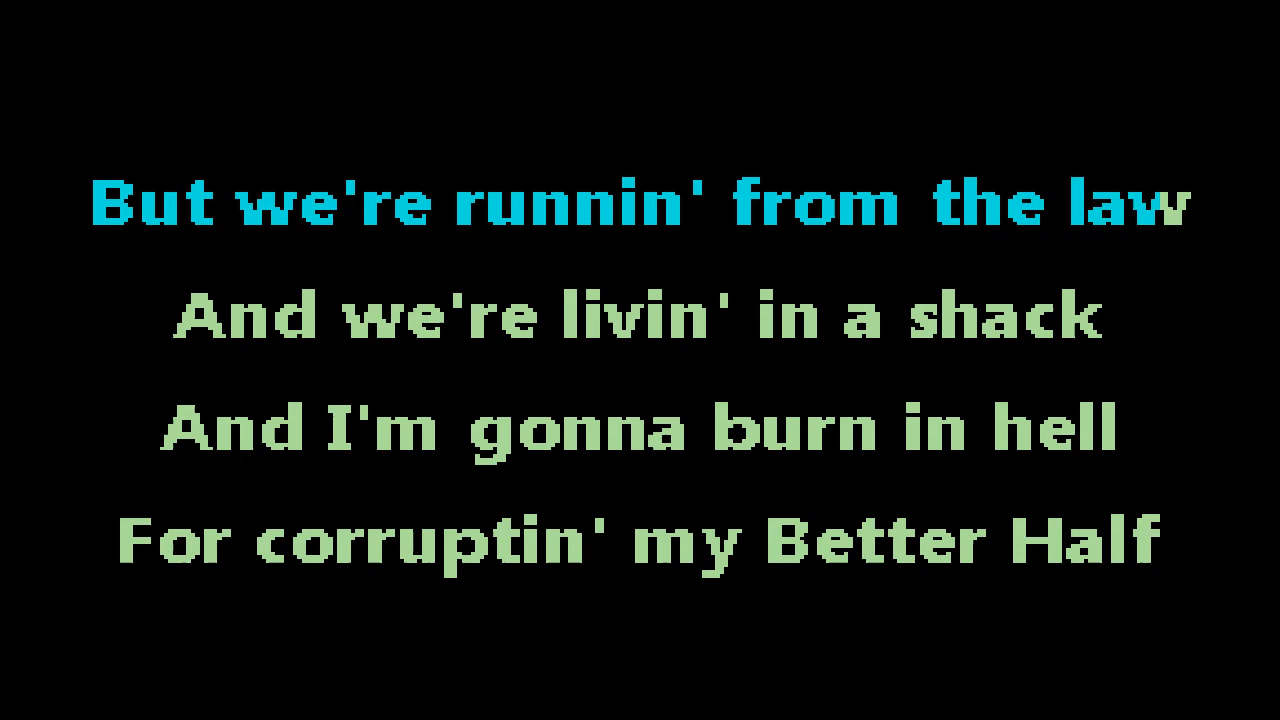 But we're runnin' from the law
And we're livin' in a shack
And I'm gonna burn in hell
For corruptin' my Better Half